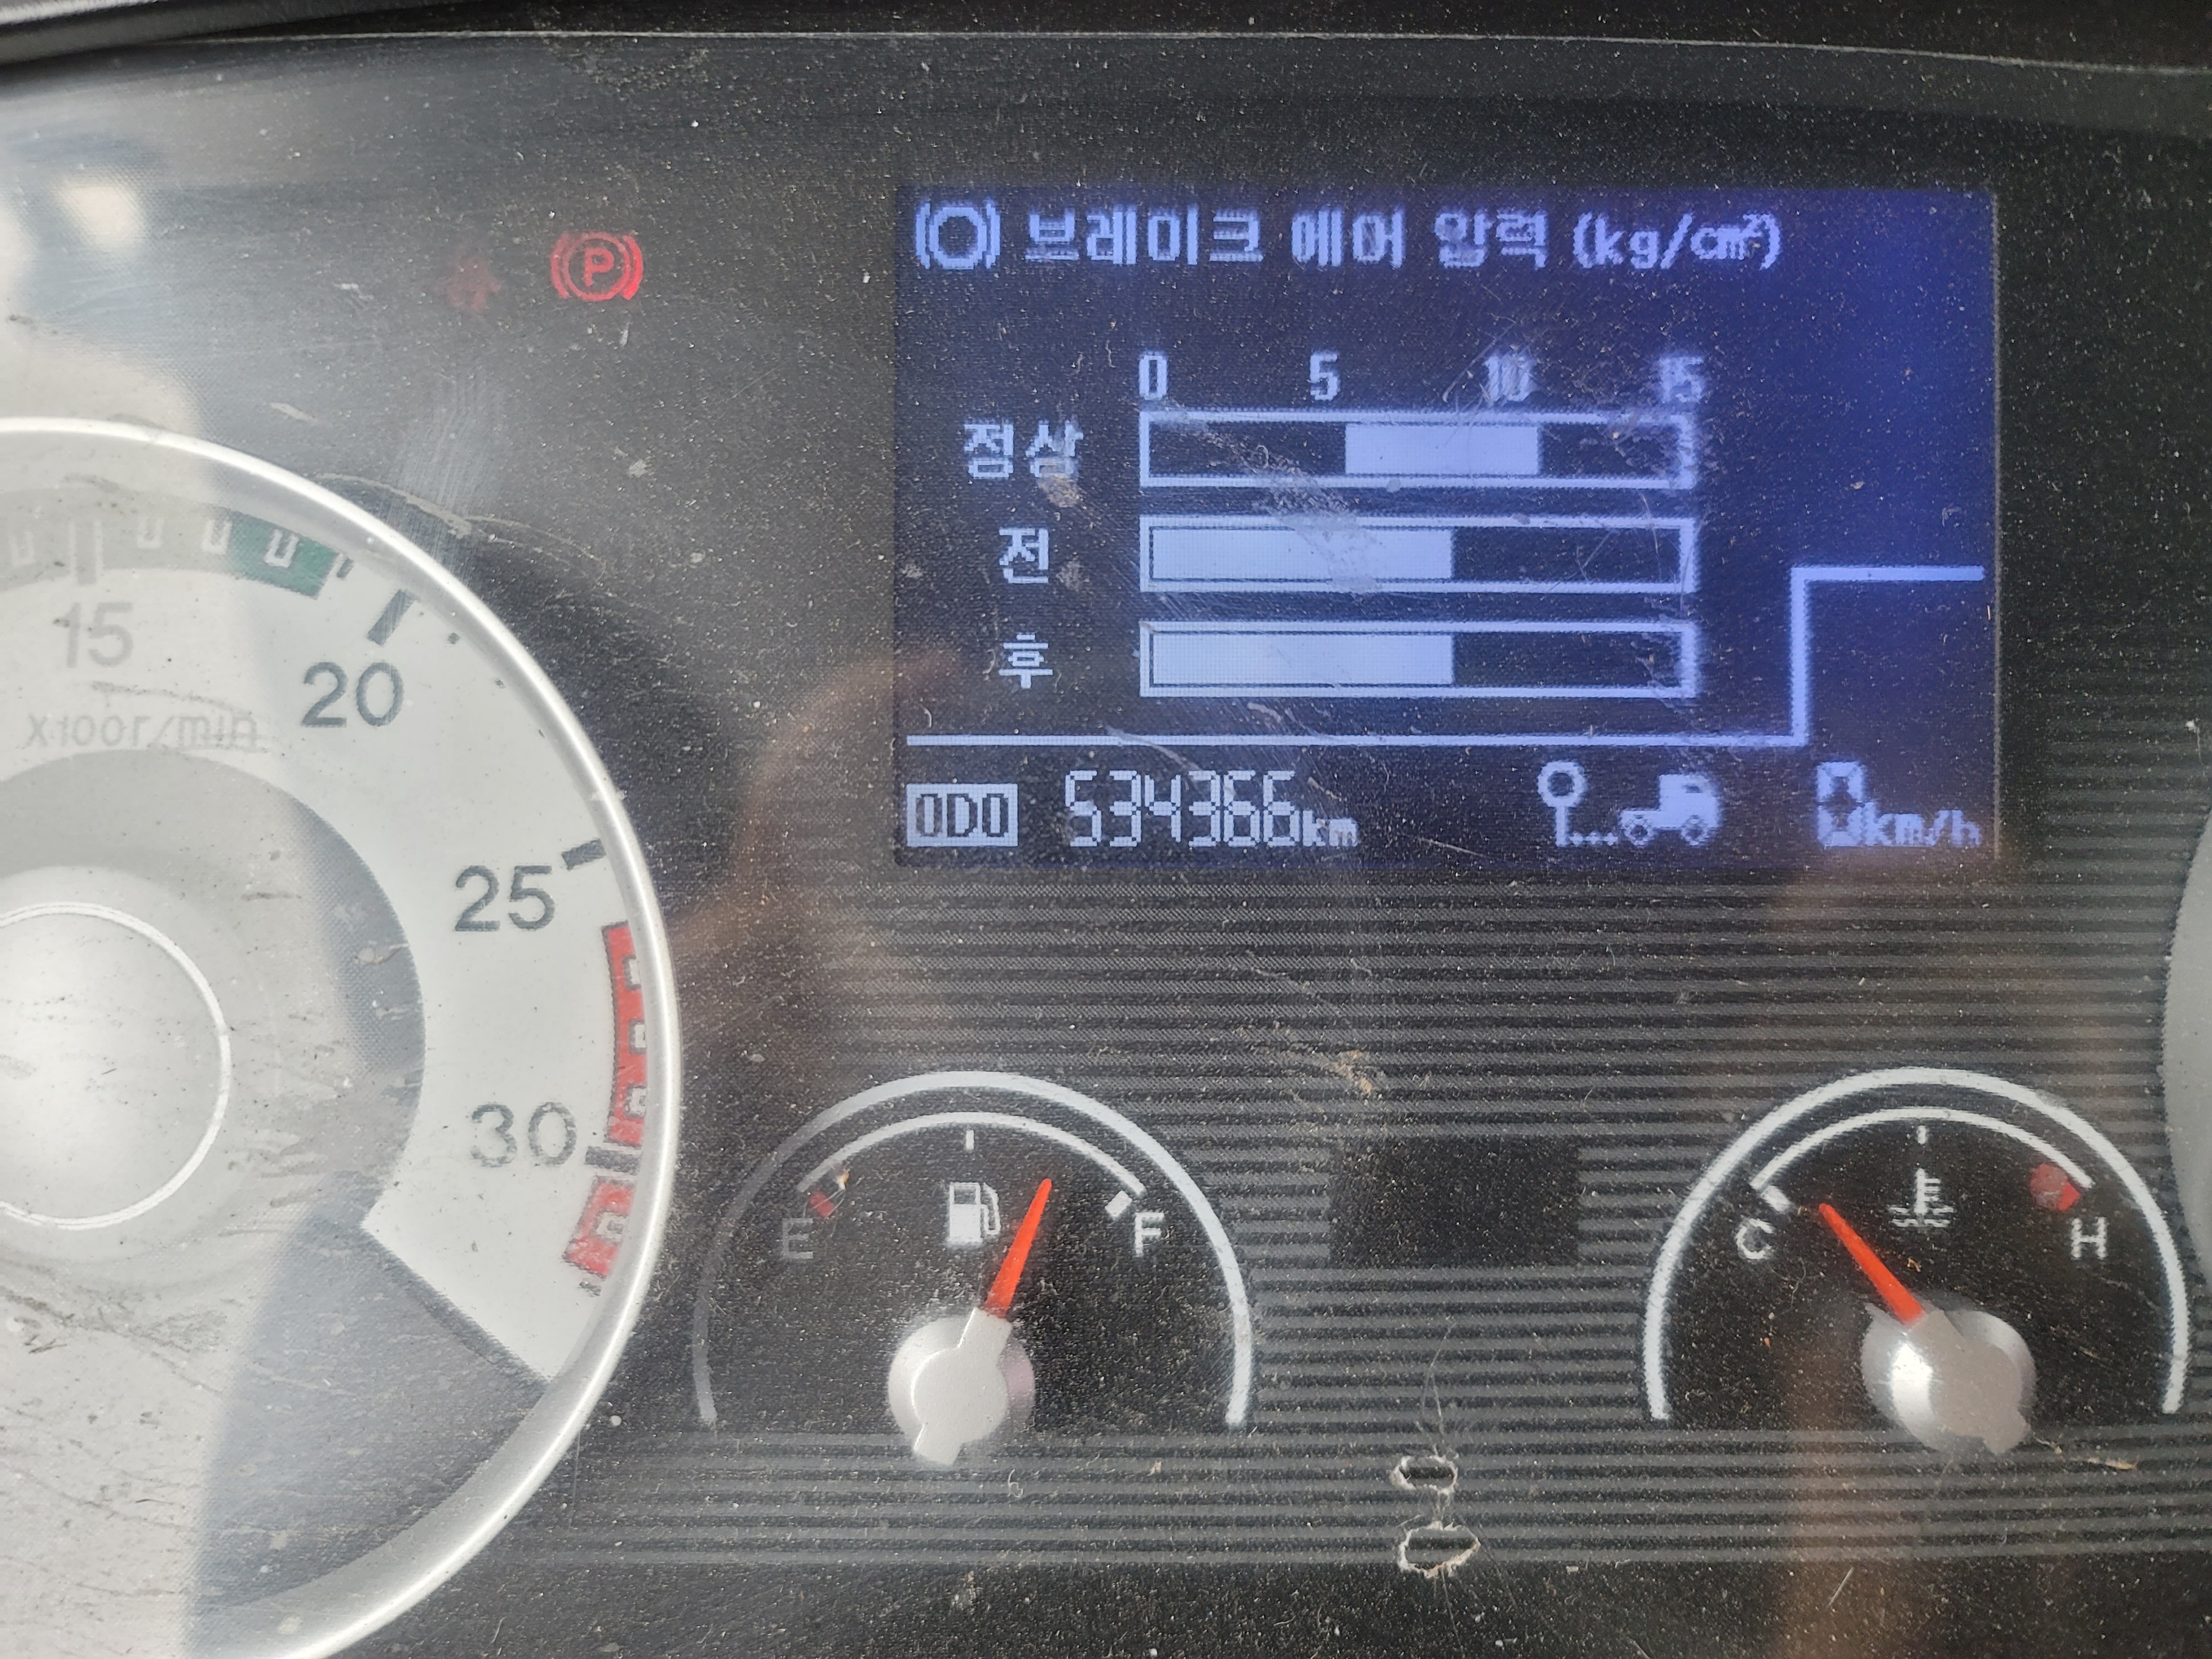 브레이크 에어 압력 (kg/cm²)
0 5 10 15
정상
전
후
ODO 534366km 0km/h
P
15
20
x100r/min
25
30
E F
C H